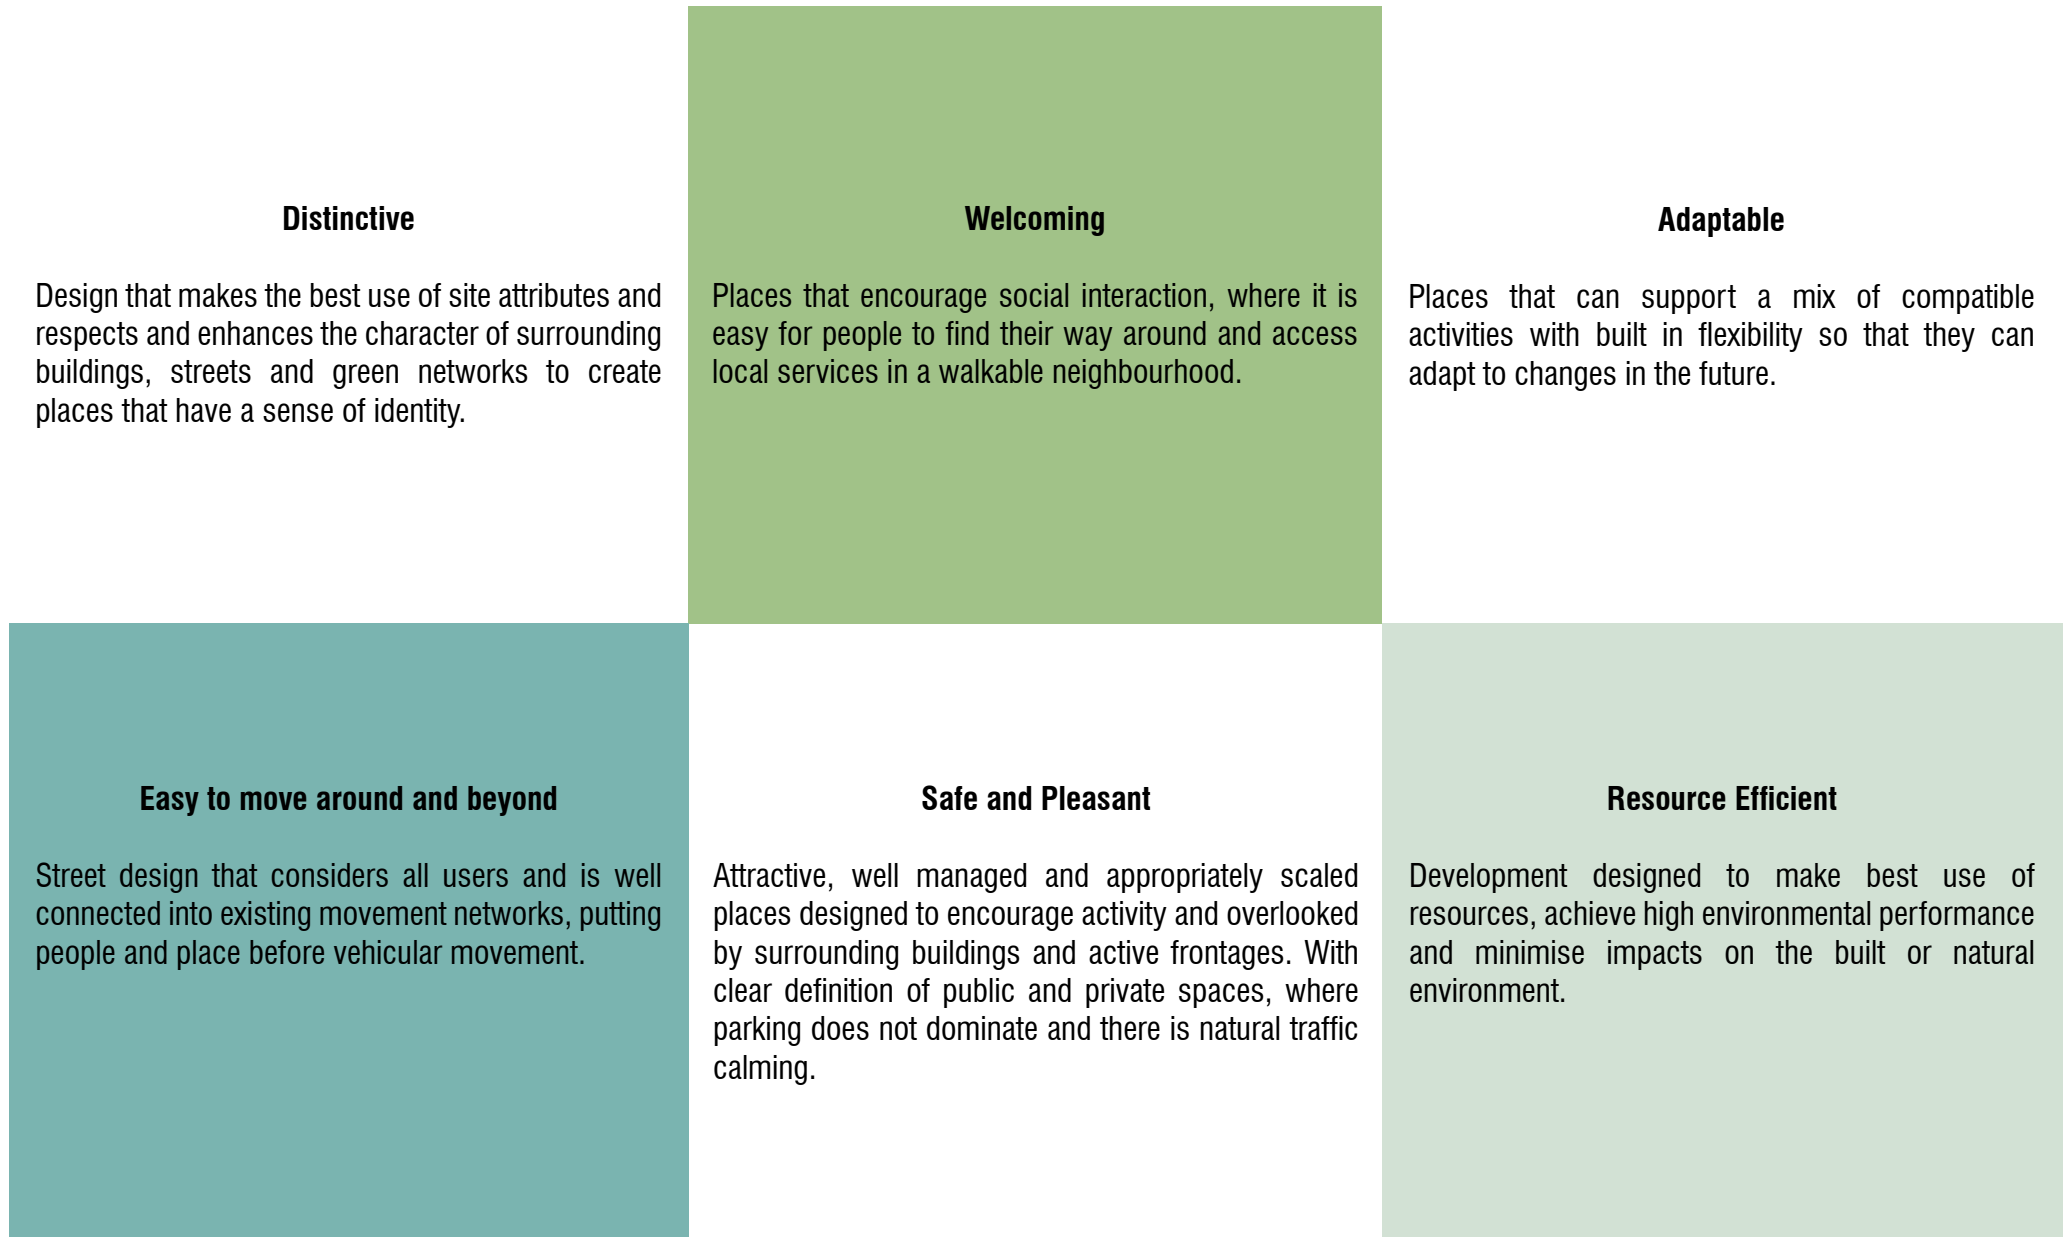 Distinctive
Design that makes the best use of site attributes and
respects and enhances the character of surrounding
buildings, streets and green networks to create
places that have a sense of identity.
Welcoming
Places that encourage social interaction, where it is
easy for people to find their way around and access
local services in a walkable neighbourhood.
Adaptable
Places that can support a mix of compatible
activities with built in flexibility so that they can
adapt to changes in the future.
Easy to move around and beyond
Street design that considers all users and is well
connected into existing movement networks, putting
people and place before vehicular movement.
Safe and Pleasant
Attractive, well managed and appropriately scaled
places designed to encourage activity and overlooked
by surrounding buildings and active frontages. With
clear definition of public and private spaces, where
parking does not dominate and there is natural traffic
calming.
Resource Efficient
Development designed to make best use of
resources, achieve high environmental performance
and minimise impacts on the built or natural
environment.